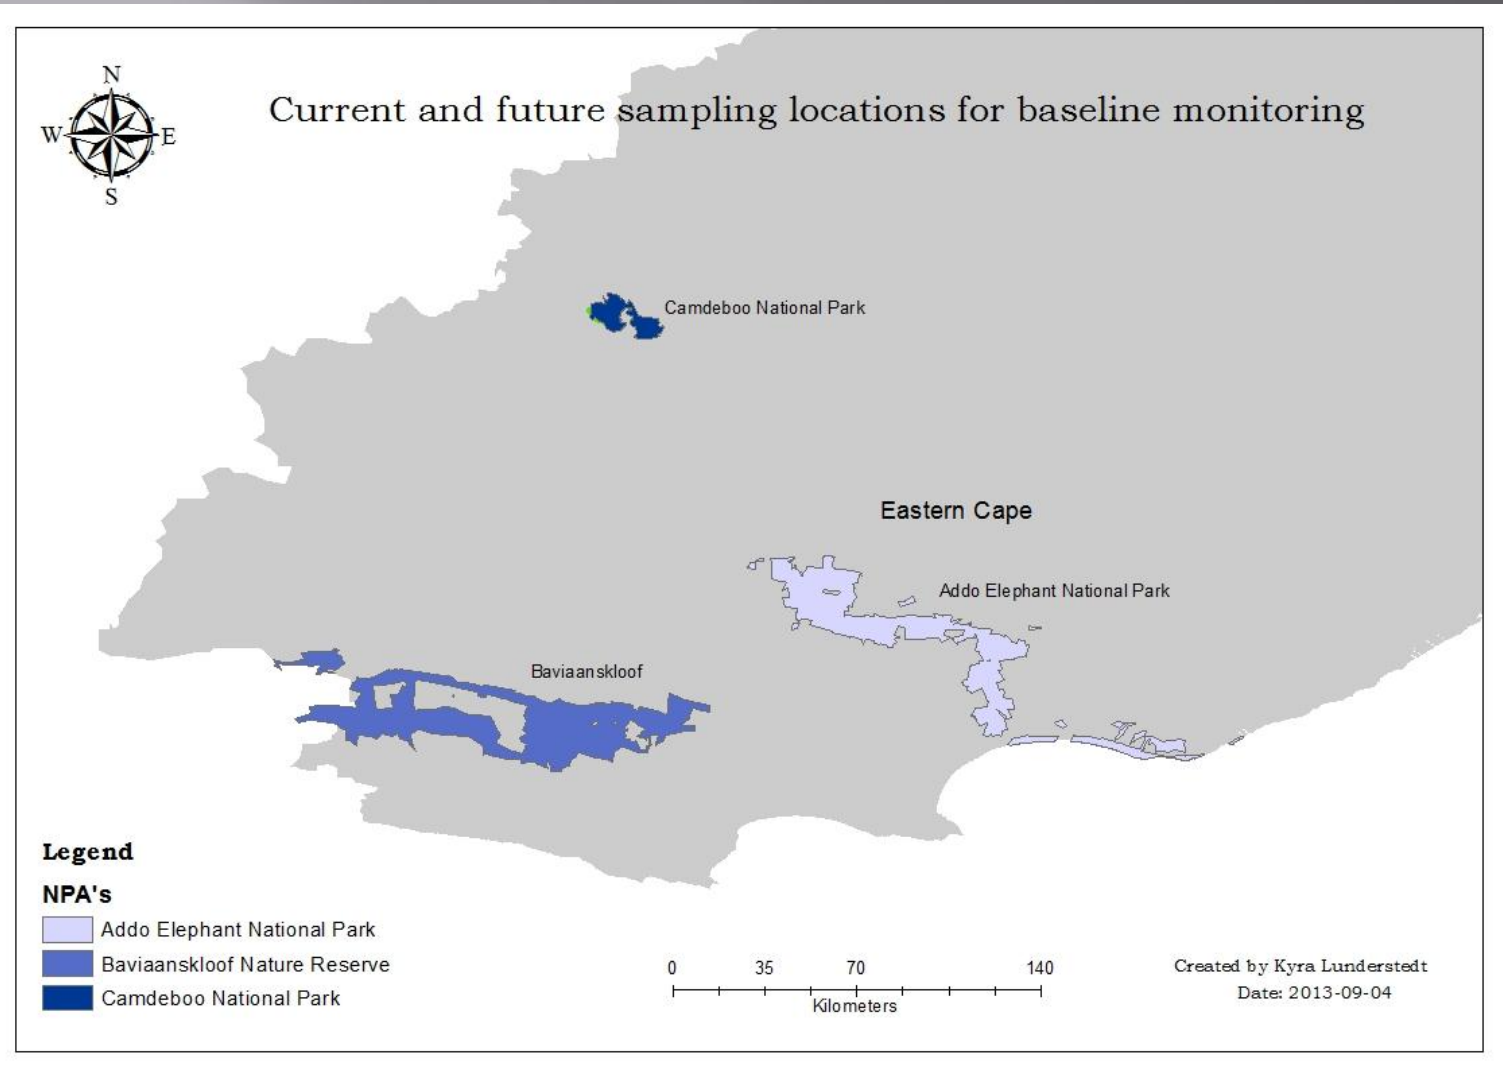 N
Current and future sampling locations for baseline monitoring
W E
S
Camdeboo National Park
Eastern Cape
Addo Elephant National Park
Baviaanskloof
Legend
NPA's
Addo Elephant National Park
Baviaanskloof Nature Reserve
Camdeboo National Park
0 35 70 140
Kilometers
Created by Kyra Lunderstedt
Date: 2013-09-04